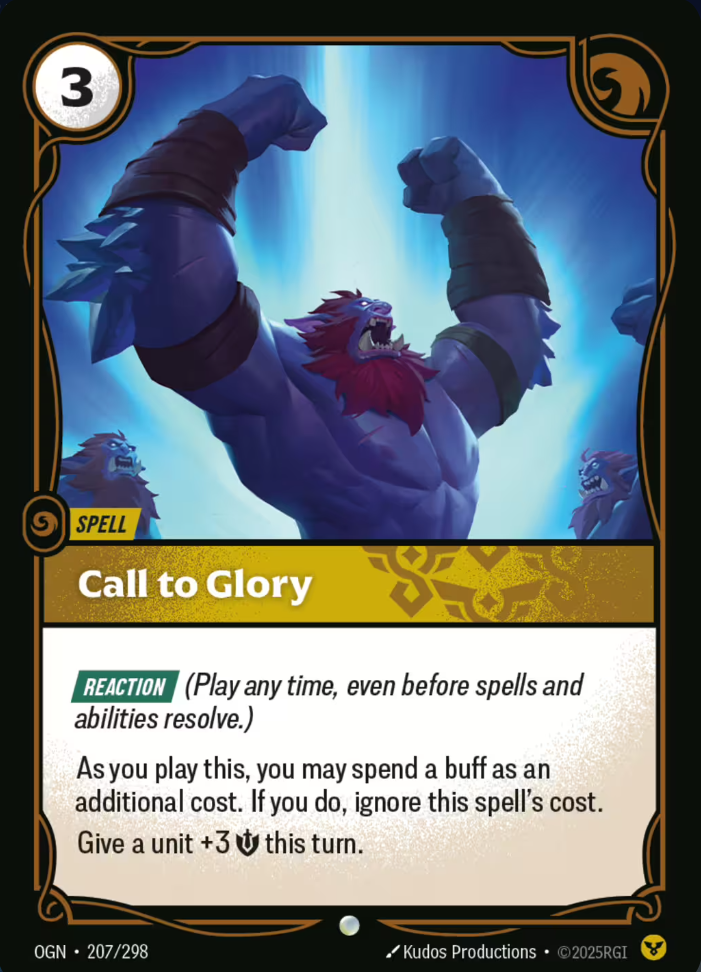 3
SPELL
Call to Glory
REACTION (Play any time, even before spells and
abilities resolve.)
As you play this, you may spend a buff as an
additional cost. If you do, ignore this spell's cost.
Give a unit +3 this turn.
OGN • 207/298
Kudos Productions • ©2025RGI